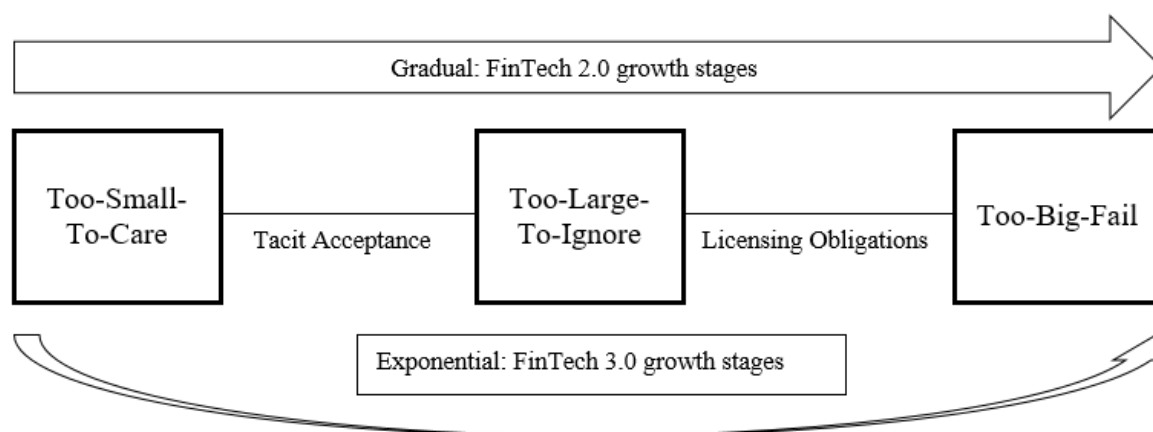 Gradual: FinTech 2.0 growth stages
Too-Small-
To-Care
Tacit Acceptance
Too-Large-
To-Ignore
Licensing Obligations
Too-Big-Fail
Exponential: FinTech 3.0 growth stages